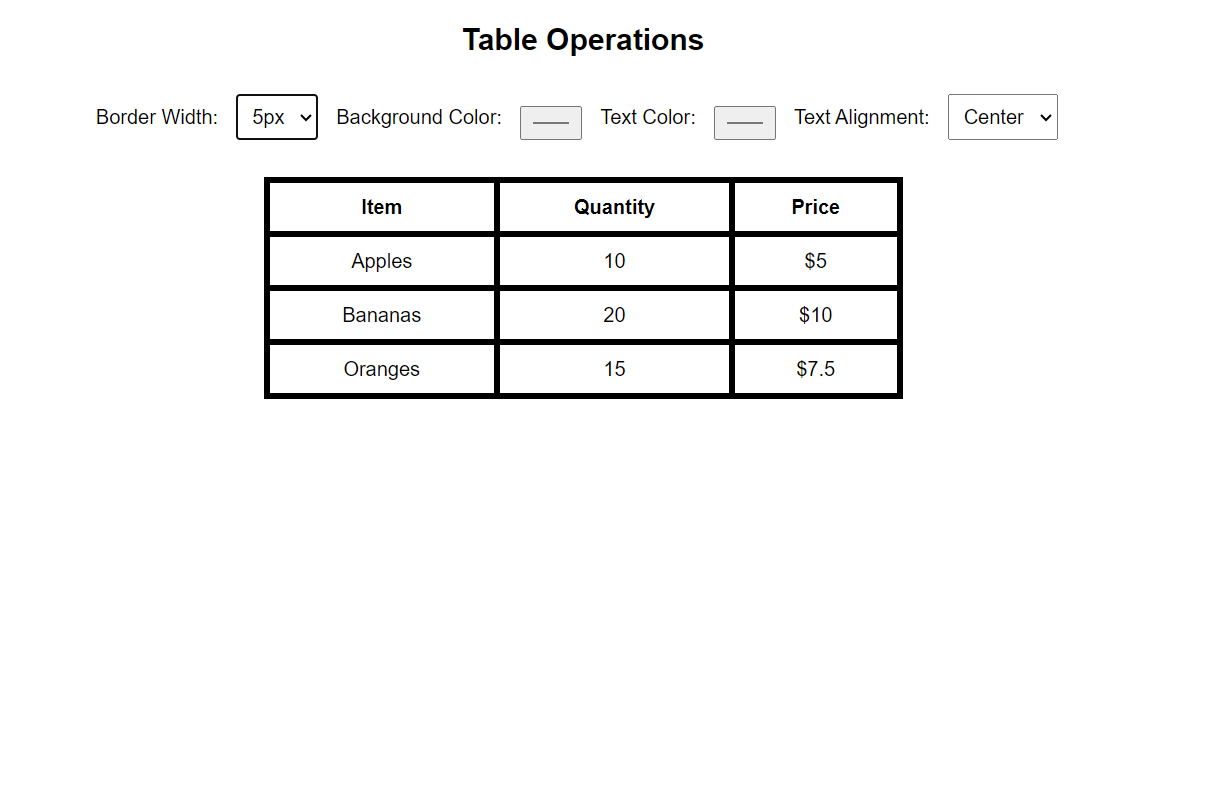 Table Operations
Border Width: 5px Background Color: Text Color: Text Alignment: Center
Item Quantity Price
Apples 10 $5
Bananas 20 $10
Oranges 15 $7.5